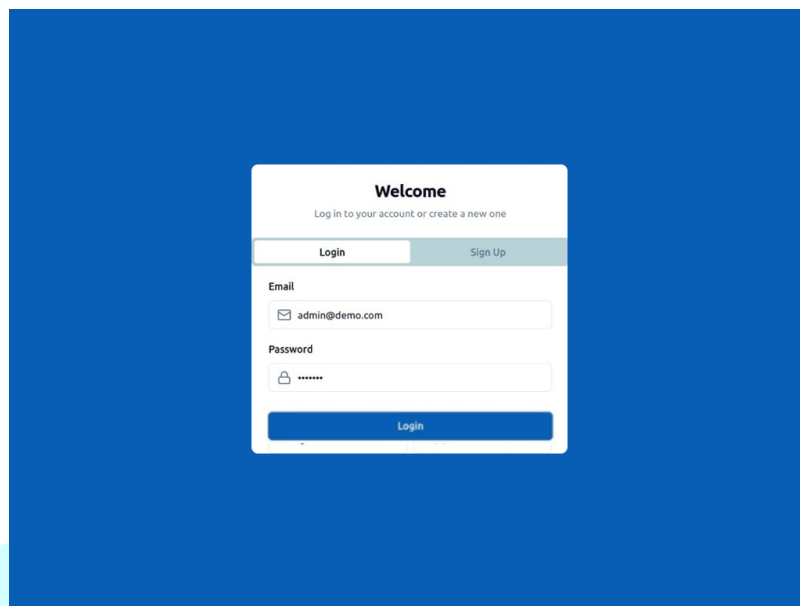 Welcome
Log in to your account or create a new one
Login
Sign Up
Email
admin@demo.com
Password
•••••••
Login